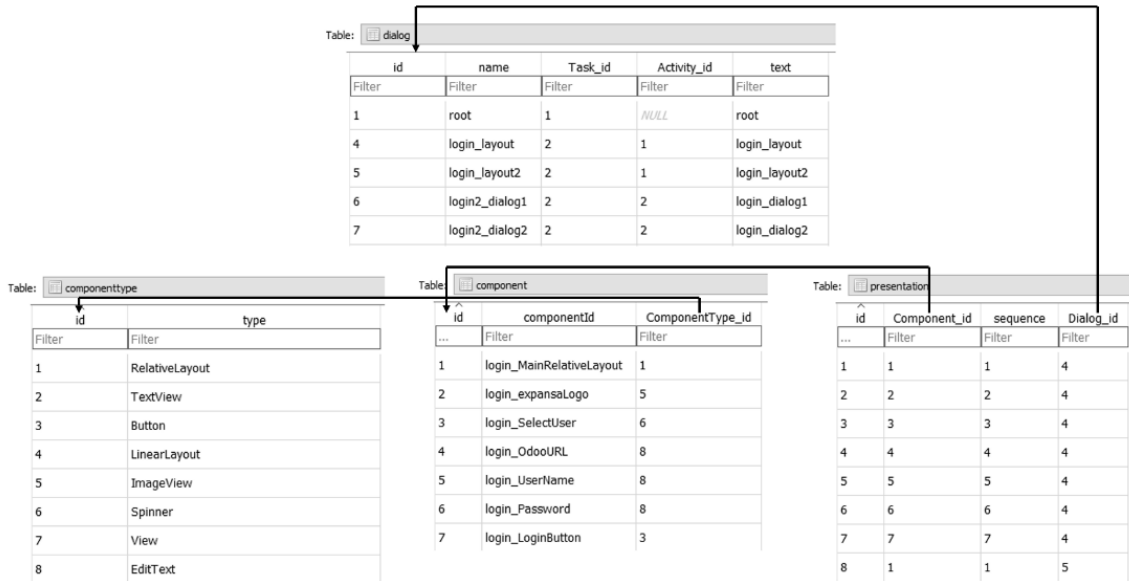 Table: dialog
id name Task_id Activity_id text
Filter Filter Filter Filter Filter
1 root 1 NULL root
4 login_layout 2 1 login_layout
5 login_layout2 2 1 login_layout2
6 login2_dialog1 2 2 login_dialog1
7 login2_dialog2 2 2 login_dialog2
Table: componenttype
id type
Filter Filter
1 RelativeLayout
2 TextView
3 Button
4 LinearLayout
5 ImageView
6 Spinner
7 View
8 EditText
Table: component
id componentId ComponentType_id
... Filter Filter
1 login_MainRelativeLayout 1
2 login_expansaLogo 5
3 login_SelectUser 6
4 login_OdooURL 8
5 login_UserName 8
6 login_Password 8
7 login_LoginButton 3
Table: presentation
id Component_id sequence Dialog_id
... Filter Filter Filter
1 1 1 4
2 2 2 4
3 3 3 4
4 4 4 4
5 5 5 4
6 6 6 4
7 7 7 4
8 1 1 5